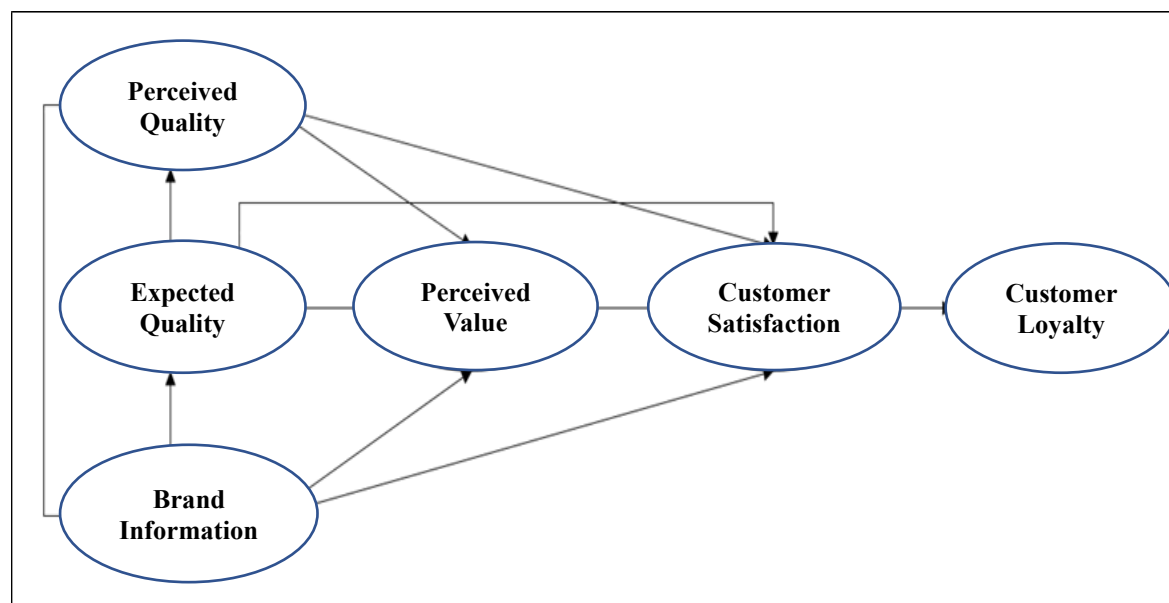 Perceived
Quality
Expected
Quality
Perceived
Value
Customer
Satisfaction
Customer
Loyalty
Brand
Information